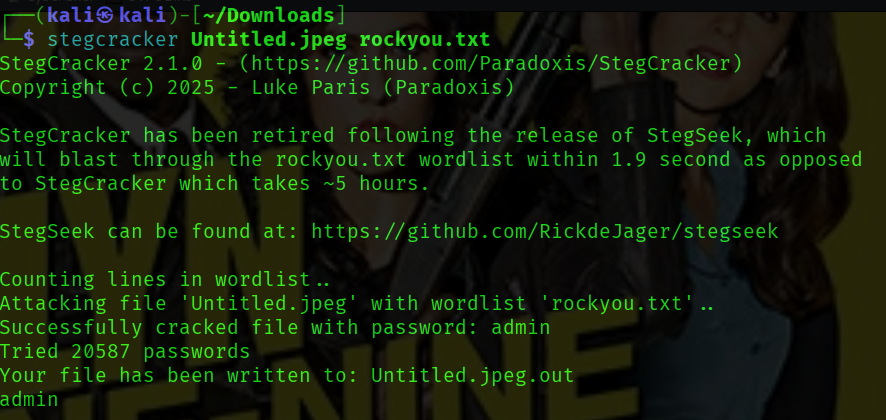 ┌──(kali㉿kali)-[~/Downloads]
└─$ stegcracker Untitled.jpeg rockyou.txt
StegCracker 2.1.0 - (https://github.com/Paradoxis/StegCracker)
Copyright (c) 2025 - Luke Paris (Paradoxis)
StegCracker has been retired following the release of StegSeek, which
will blast through the rockyou.txt wordlist within 1.9 second as opposed
to StegCracker which takes ~5 hours.
StegSeek can be found at: https://github.com/RickdeJager/stegseek
Counting lines in wordlist..
Attacking file 'Untitled.jpeg' with wordlist 'rockyou.txt'..
Successfully cracked file with password: admin
Tried 20587 passwords
Your file has been written to: Untitled.jpeg.out
admin